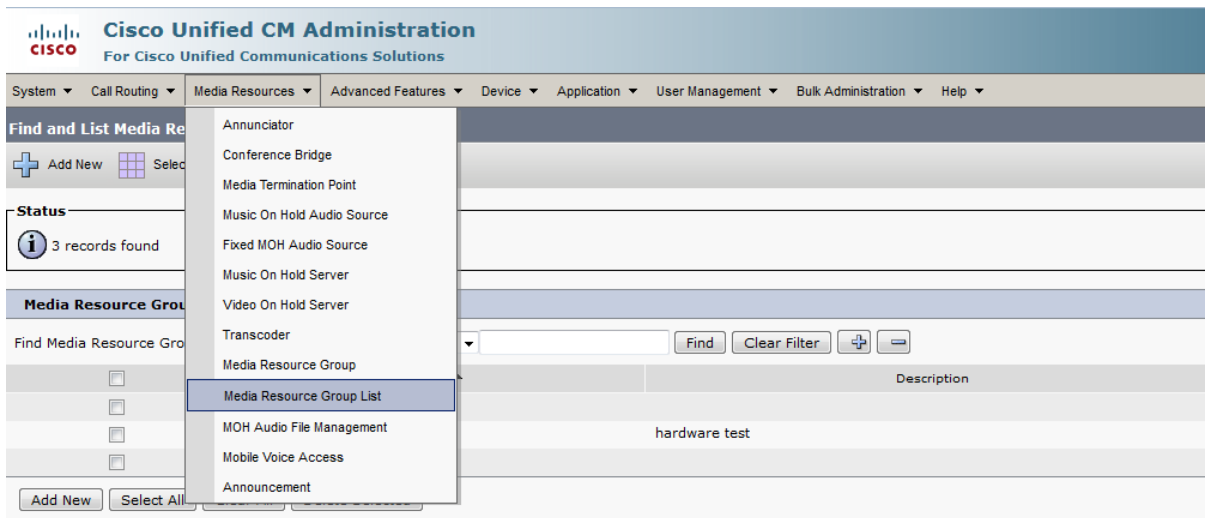 Cisco Unified CM Administration
CISCO
For Cisco Unified Communications Solutions
System Call Routing Media Resources Advanced Features Device Application User Management Bulk Administration Help
Find and List Media Re
Add New Selec
Status
3 records found
Media Resource Grou
Find Media Resource Gro Find Clear Filter
Description
hardware test
Add New Select All
Annunciator
Conference Bridge
Media Termination Point
Music On Hold Audio Source
Fixed MOH Audio Source
Music On Hold Server
Video On Hold Server
Transcoder
Media Resource Group
Media Resource Group List
MOH Audio File Management
Mobile Voice Access
Announcement